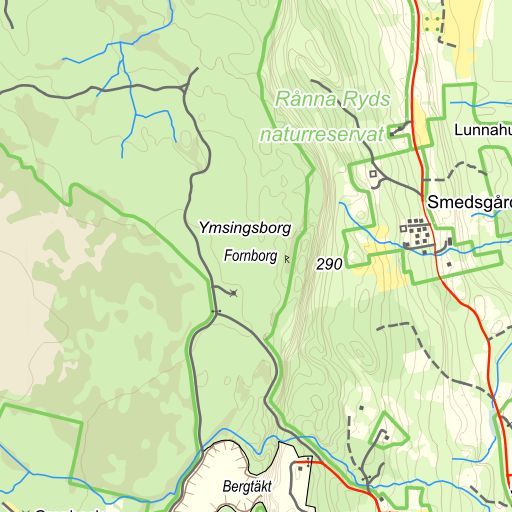 Rånna Ryds
naturreservat
Lunnahu
Smedsgård
Ymsingsborg
Fornborg
R
290
Bergtäkt